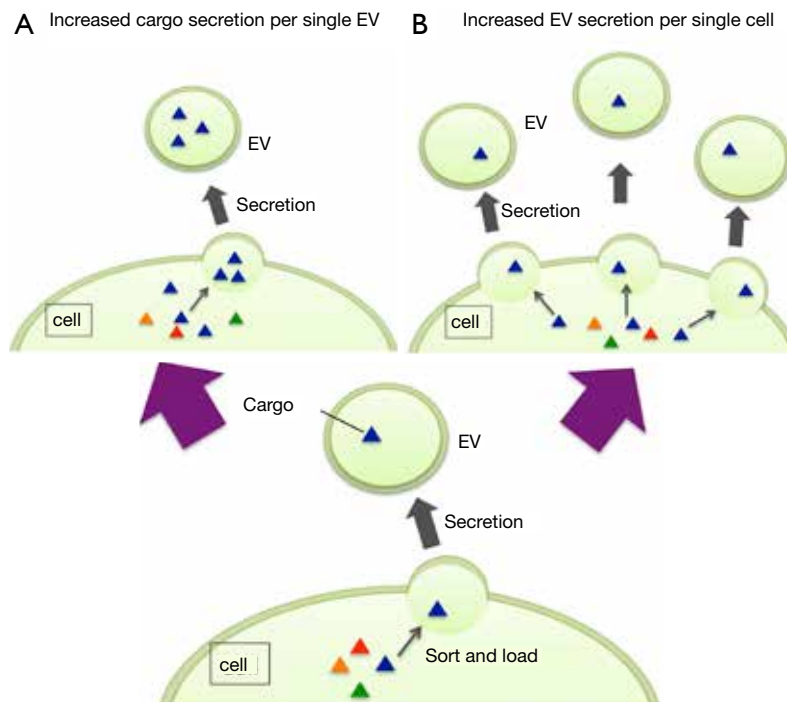 A Increased cargo secretion per single EV
B Increased EV secretion per single cell
EV
Secretion
cell
EV
Secretion
cell
Cargo
EV
Secretion
Sort and load
cell